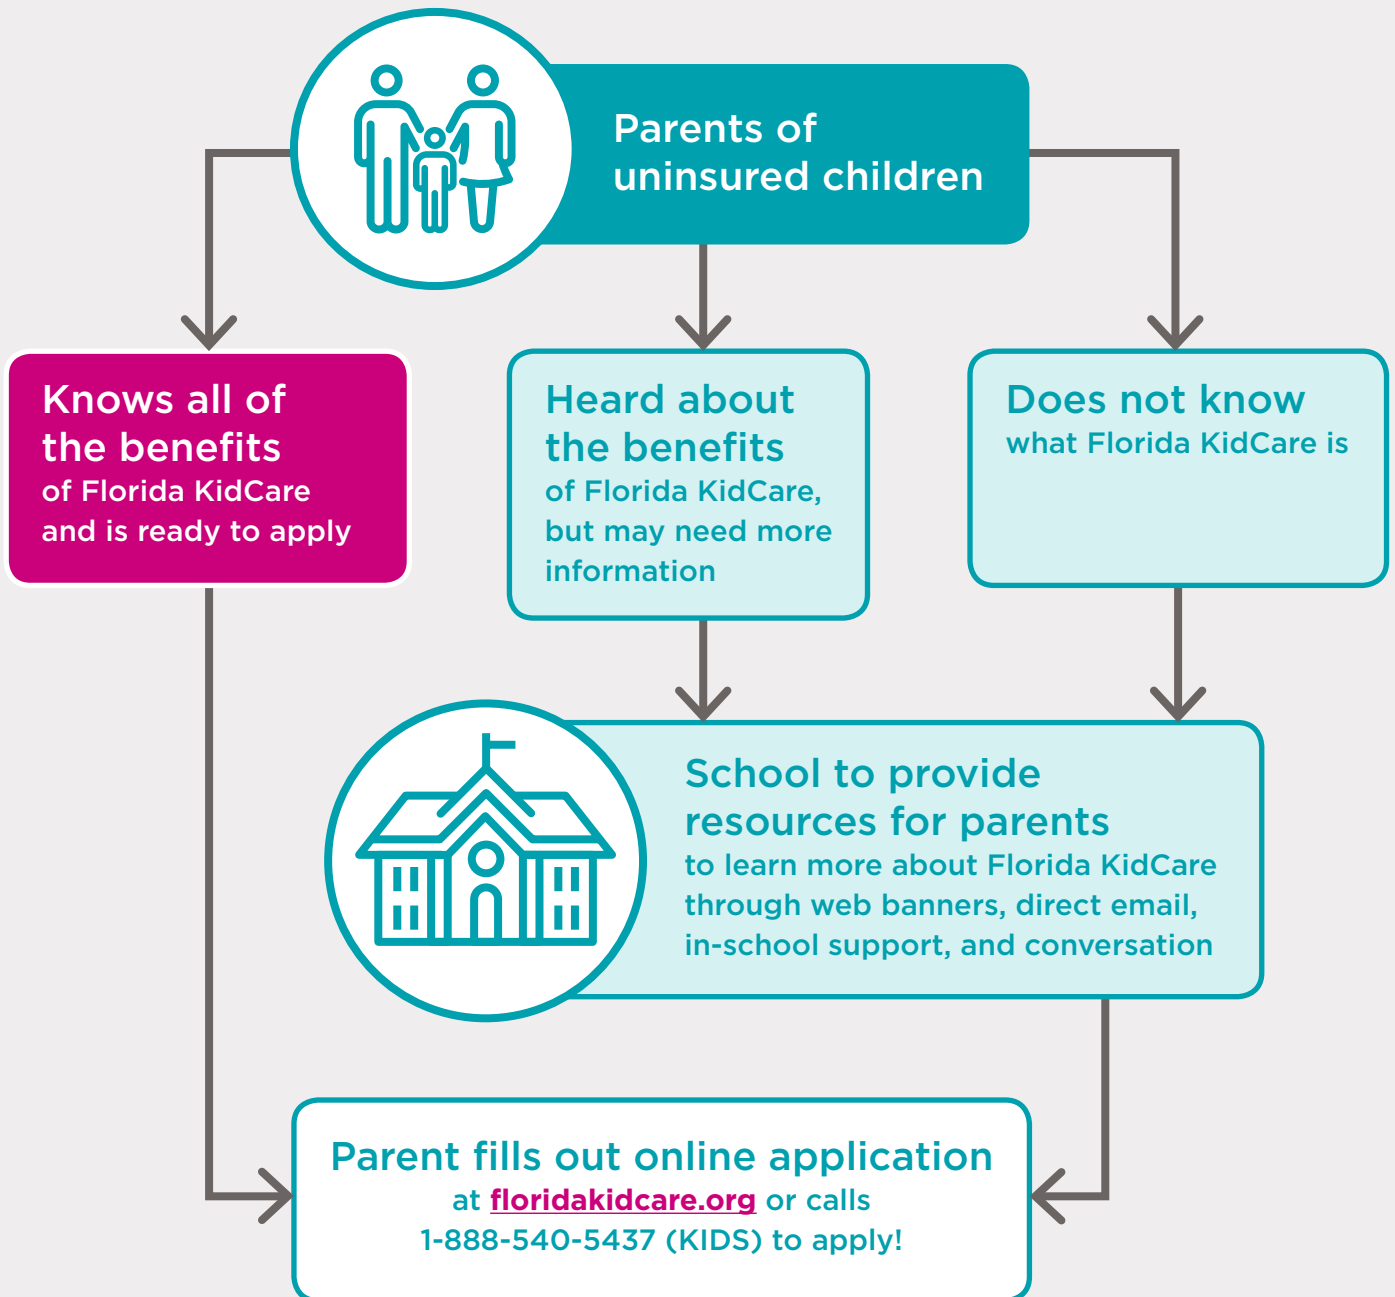 Parents of
uninsured children
Knows all of
the benefits
of Florida KidCare
and is ready to apply
Heard about
the benefits
of Florida KidCare,
but may need more
information
Does not know
what Florida KidCare is
School to provide
resources for parents
to learn more about Florida KidCare
through web banners, direct email,
in-school support, and conversation
Parent fills out online application
at floridakidcare.org or calls
1-888-540-5437 (KIDS) to apply!